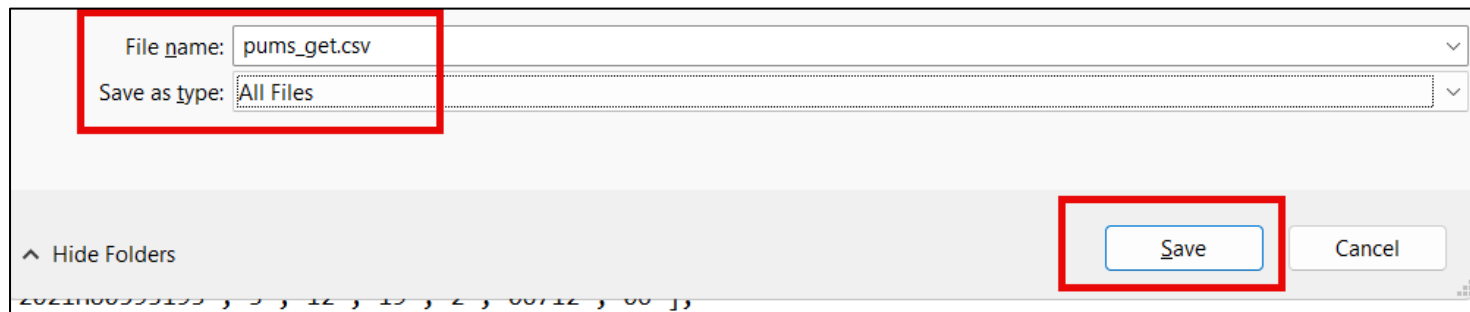 File name: pums_get.csv
Save as type: All Files
Hide Folders
Save
Cancel